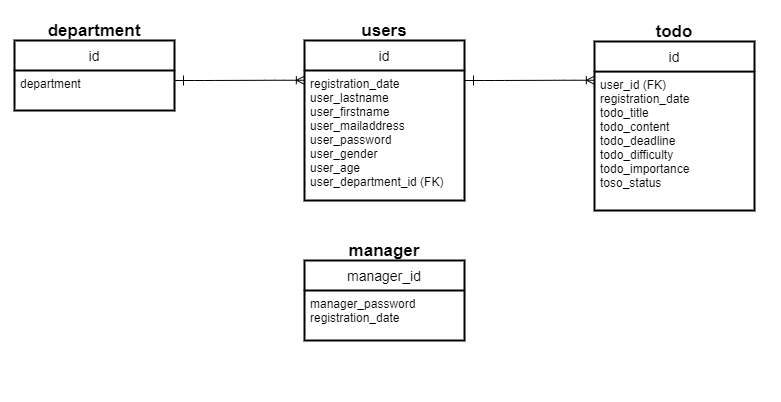 department
id
department
users
id
registration_date
user_lastname
user_firstname
user_mailaddress
user_password
user_gender
user_age
user_department_id (FK)
todo
id
user_id (FK)
registration_date
todo_title
todo_content
todo_deadline
todo_difficulty
todo_importance
toso_status
manager
manager_id
manager_password
registration_date